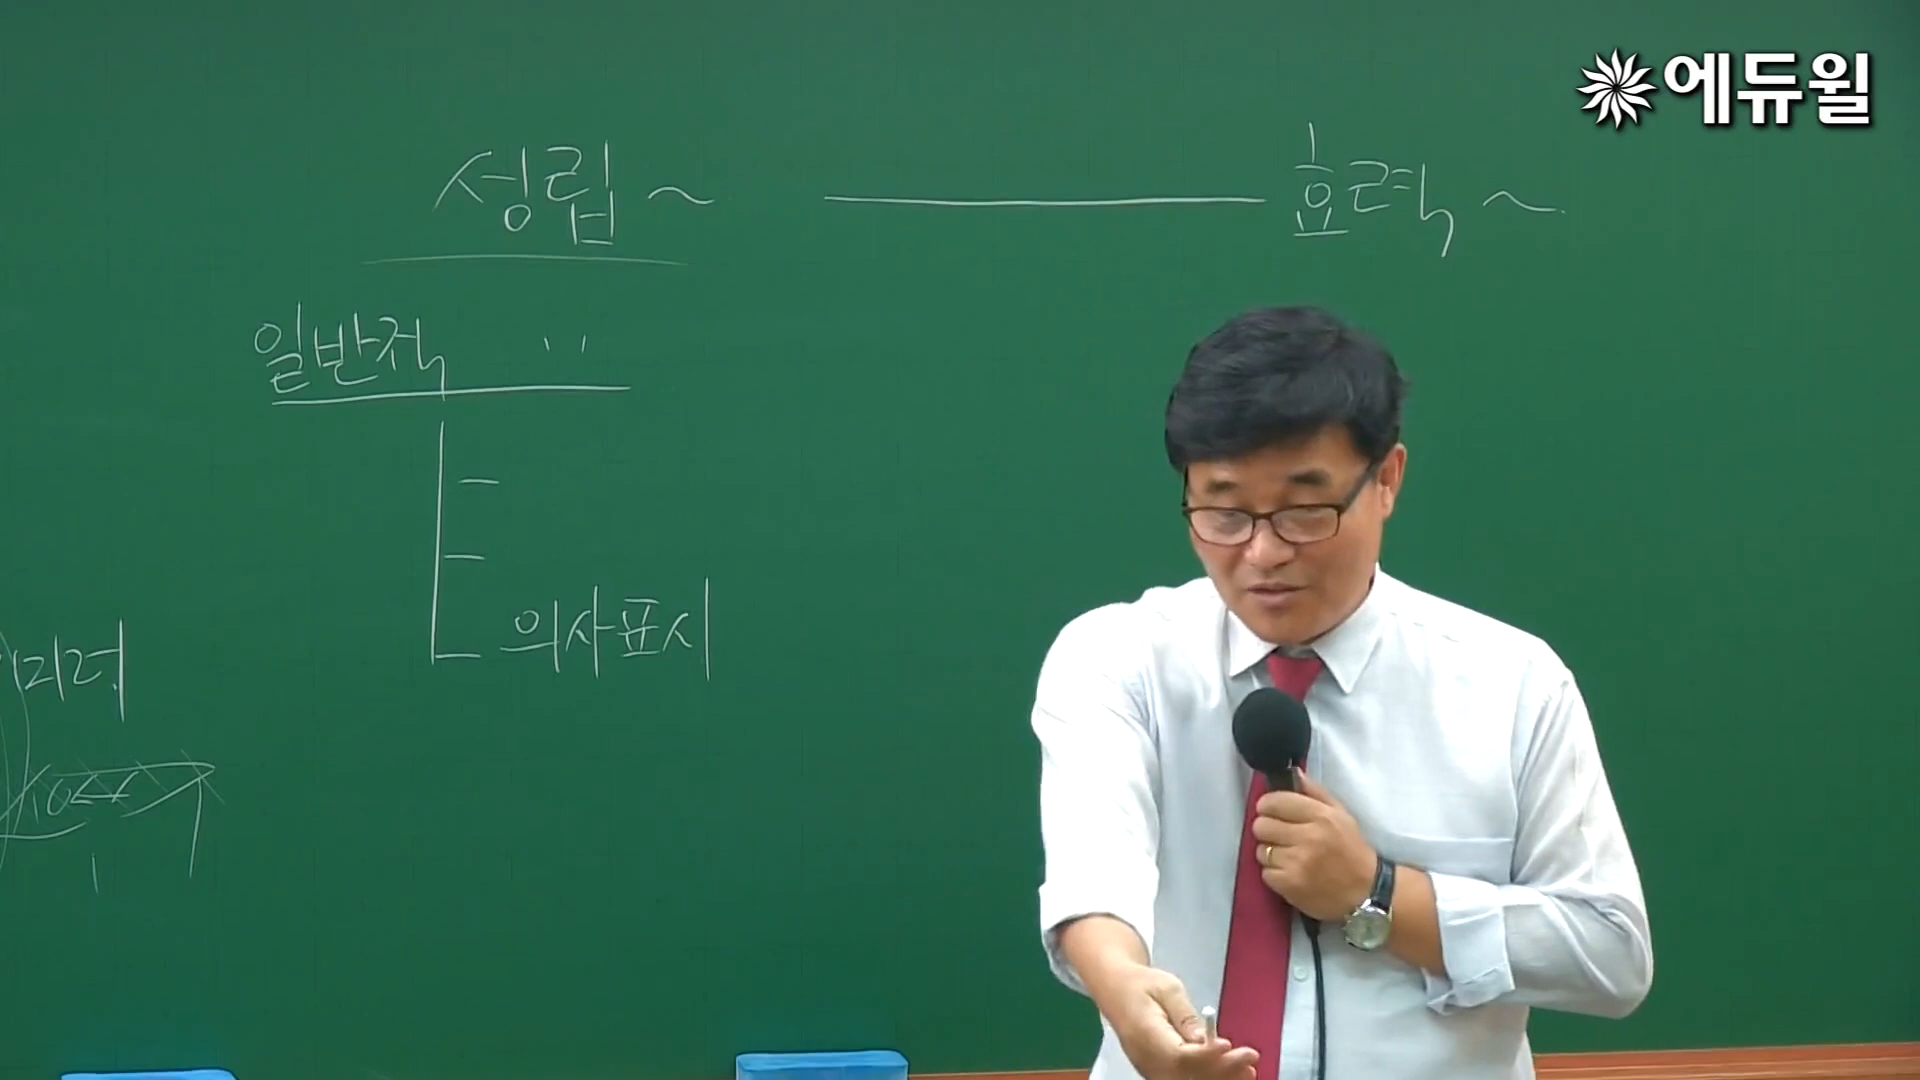 에듀윌
성립~ ——— 효력~
일반적 〃
의사표시